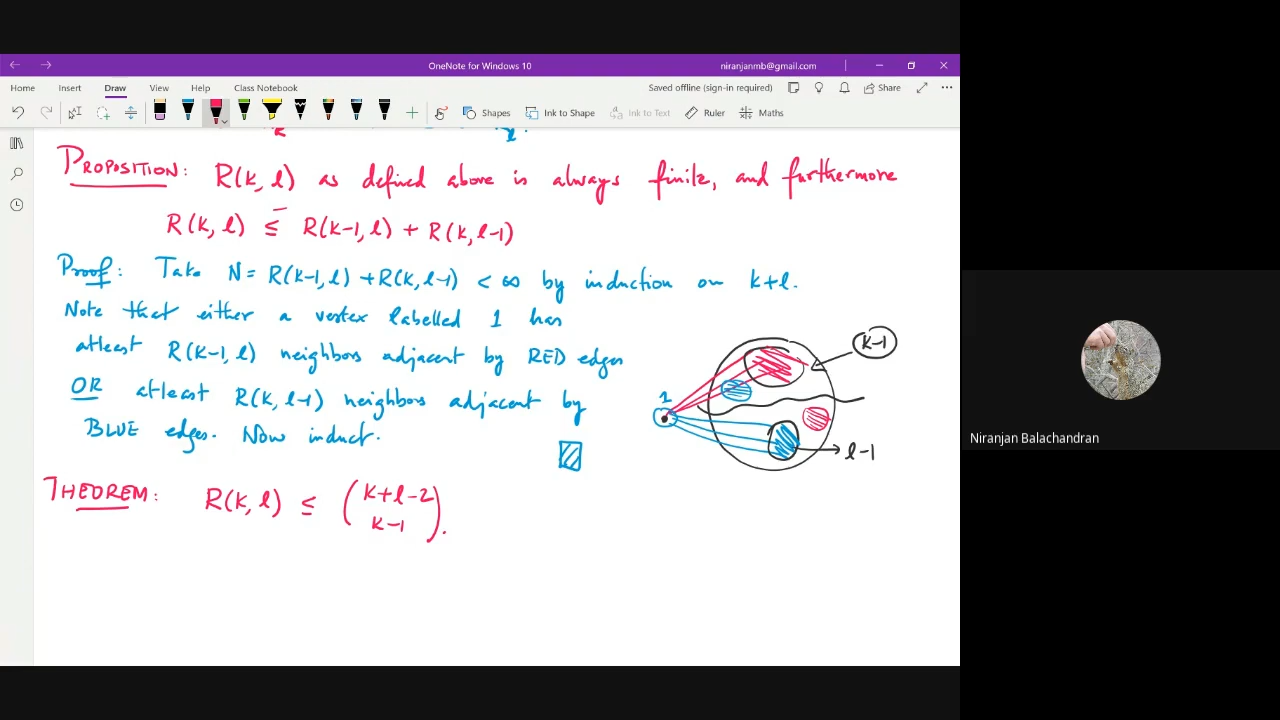 OneNote for Windows 10
niranjanmb@gmail.com
Home Insert Draw View Help Class Notebook
Saved offline (sign-in required) Share
Shapes Ink to Shape Ink to Text Ruler Maths
PROPOSITION: R(k, l) as defined above is always finite, and furthermore
R(k, l) ≤ R(k-1, l) + R(k, l-1)
Proof: Take N = R(k-1, l) + R(k, l-1) < ∞ by induction on k+l.
Note that either a vertex labelled 1 has
atleast R(k-1, l) neighbors adjacent by RED edges
OR atleast R(k, l-1) neighbors adjacent by
BLUE edges. Now induct.
k-1
1
l-1
THEOREM: R(k, l) ≤ (k+l-2
k-1).
Niranjan Balachandran